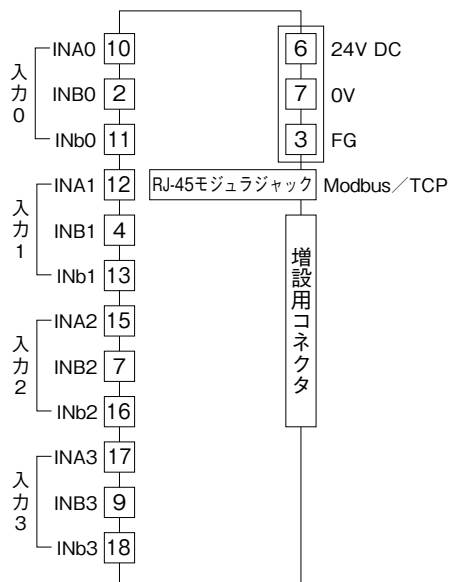 入力0
INA0 10
INB0 2
INb0 11
入力1
INA1 12
INB1 4
INb1 13
入力2
INA2 15
INB2 7
INb2 16
入力3
INA3 17
INB3 9
INb3 18
6 24V DC
7 0V
3 FG
RJ-45モジュラジャック Modbus／TCP
増設用コネクタ